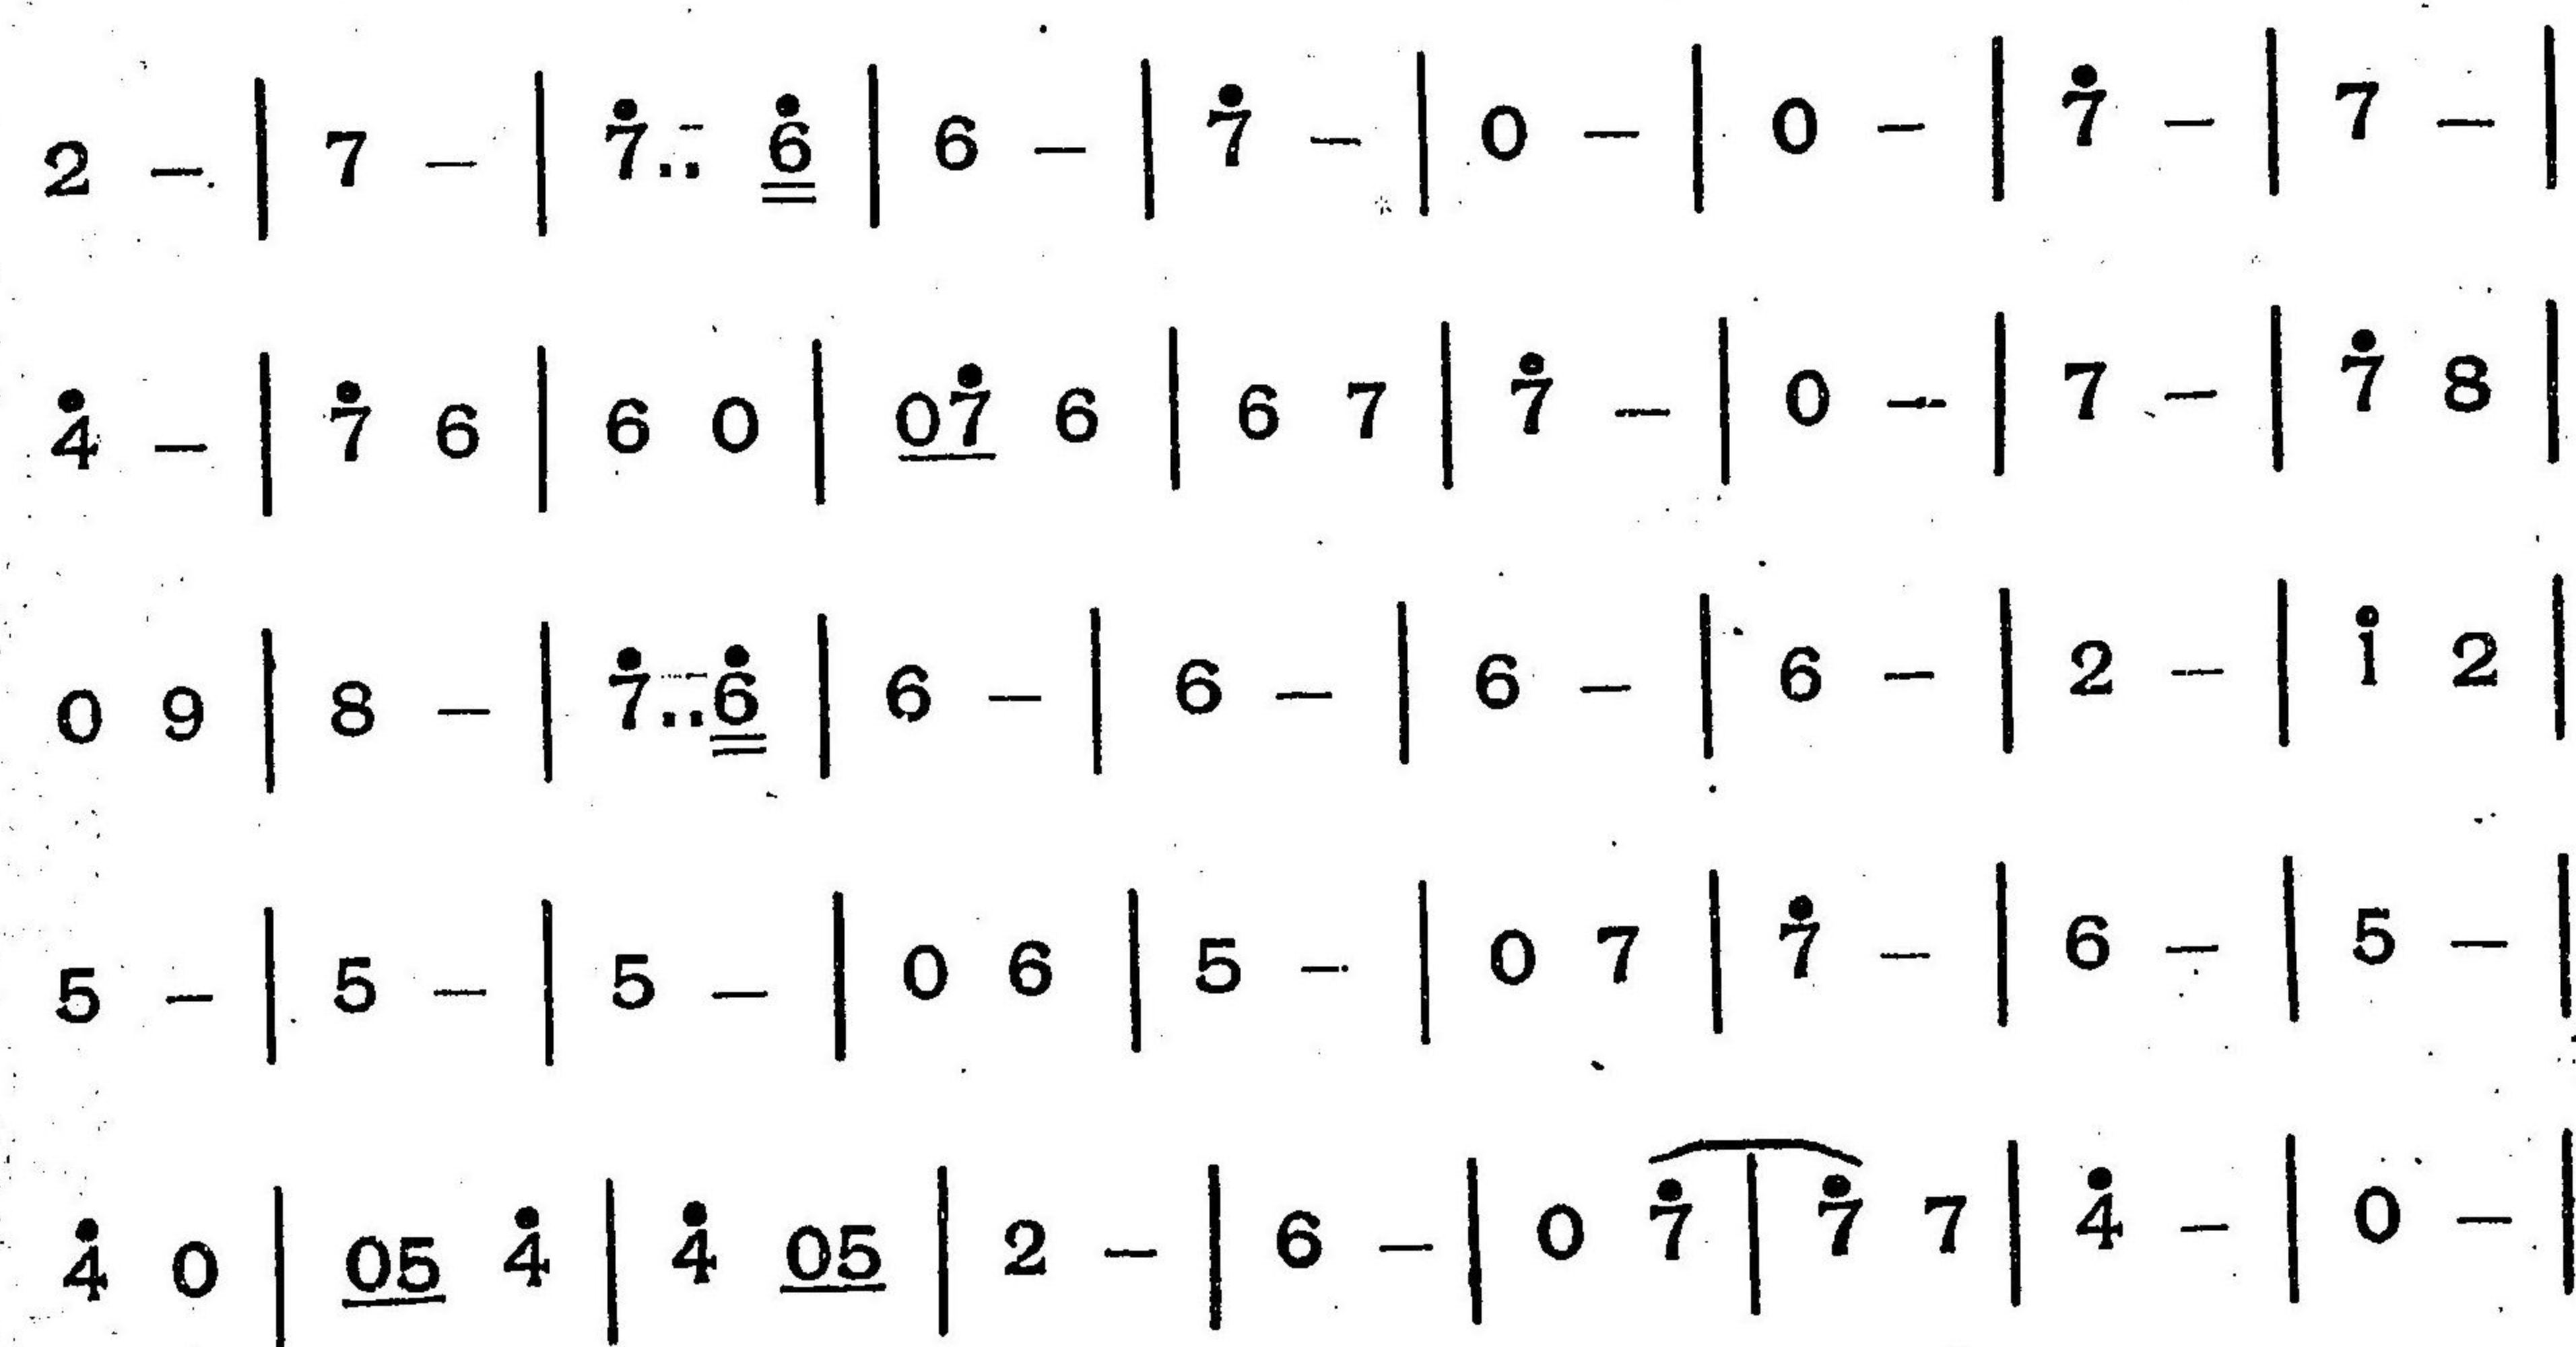 2 – | 7 – | 7̇.. 6̇ | 6 – | 7̇ – | 0 – | 0 – | 7̇ – | 7 – |
4̇ – | 7̇ 6 | 6 0 | 07̇ 6 | 6 7 | 7̇ – | 0 – | 7 – | 7̇ 8 |
0 9 | 8 – | 7̇..6̇ | 6 – | 6 – | 6 – | 6 – | 2 – | i 2 |
5 – | 5 – | 5 – | 0 6 | 5 – | 0 7 | 7̇ – | 6 – | 5 – |
4̇ 0 | 05 4̇ | 4̇ 05 | 2 – | 6 – | 0 7̇ | 7̇ 7 | 4̇ – | 0 – |